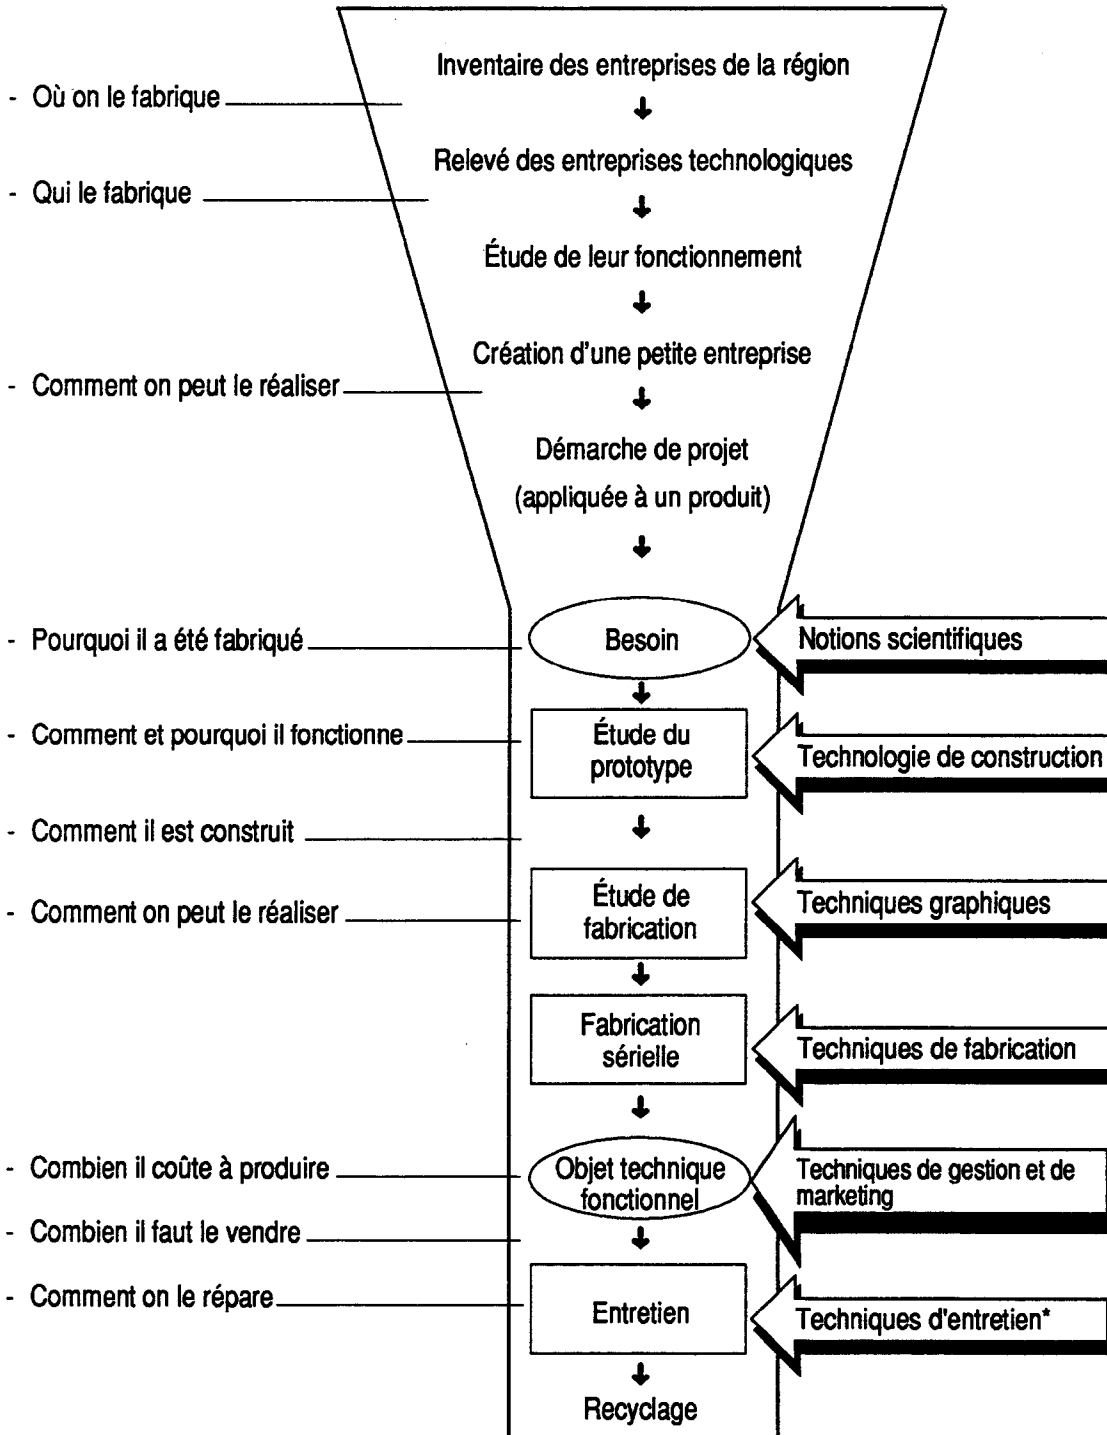 Inventaire des entreprises de la région
- Où on le fabrique
Relevé des entreprises technologiques
- Qui le fabrique
Étude de leur fonctionnement
Création d'une petite entreprise
- Comment on peut le réaliser
Démarche de projet
(appliquée à un produit)
- Pourquoi il a été fabriqué
Besoin
Notions scientifiques
- Comment et pourquoi il fonctionne
Étude du
prototype
Technologie de construction
- Comment il est construit
- Comment on peut le réaliser
Étude de
fabrication
Techniques graphiques
Fabrication
sérielle
Techniques de fabrication
- Combien il coûte à produire
Objet technique
fonctionnel
Techniques de gestion et de
marketing
- Combien il faut le vendre
- Comment on le répare
Entretien
Techniques d'entretien*
Recyclage